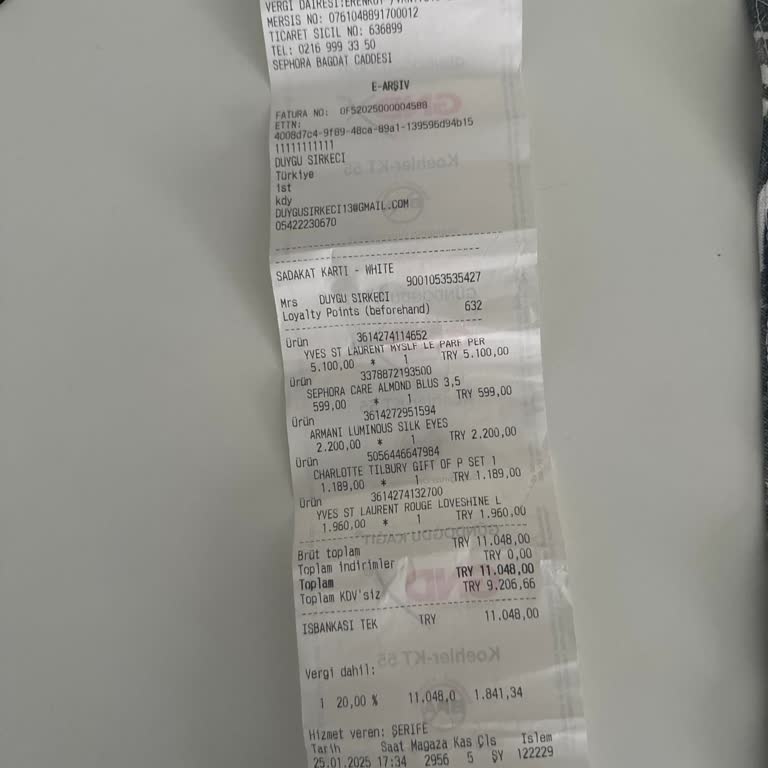 VERGİ DAİRESİ:ERENKÖY
MERSIS NO: 0761048891700012
TICARET SICIL NO: 636899
TEL: 0216 999 33 50
SEPHORA BAGDAT CADDESI
E-ARŞİV
FATURA NO: 0F52025000004588
ETTN:
4008d7c4-9f89-48ca-89a1-139596d94b15
11111111111
DUYGU SIRKECI
Türkiye
ist
kdy
DUYGUSIRKECI13@GMAIL.COM
05422230670
SADAKAT KARTI - WHITE
9001053535427
Mrs DUYGU SIRKECI
Loyalty Points (beforehand) 632
Ürün 3614274114652
YVES ST LAURENT MYSLF LE PARF PER
5.100,00 * 1 TRY 5.100,00
Ürün 3378872193500
SEPHORA CARE ALMOND BLUS 3,5
599,00 * 1 TRY 599,00
Ürün 3614272951594
ARMANI LUMINOUS SILK EYES
2.200,00 * 1 TRY 2.200,00
Ürün 5056446647984
CHARLOTTE TILBURY GIFT OF P SET 1
1.189,00 * 1 TRY 1.189,00
Ürün 3614274132700
YVES ST LAURENT ROUGE LOVESHINE L
1.960,00 * 1 TRY 1.960,00
Brüt toplam TRY 11.048,00
Toplam indirimler TRY 0,00
Toplam TRY 11.048,00
Toplam KDV'siz TRY 9.206,66
ISBANKASI TEK TRY 11.048,00
Vergi dahil:
1 20,00 % 11.048,0 1.841,34
Hizmet veren: ŞERİFE
Tarih Saat Magaza Kas Çls Islem
25.01.2025 17:34 2956 5 ŞY 122229